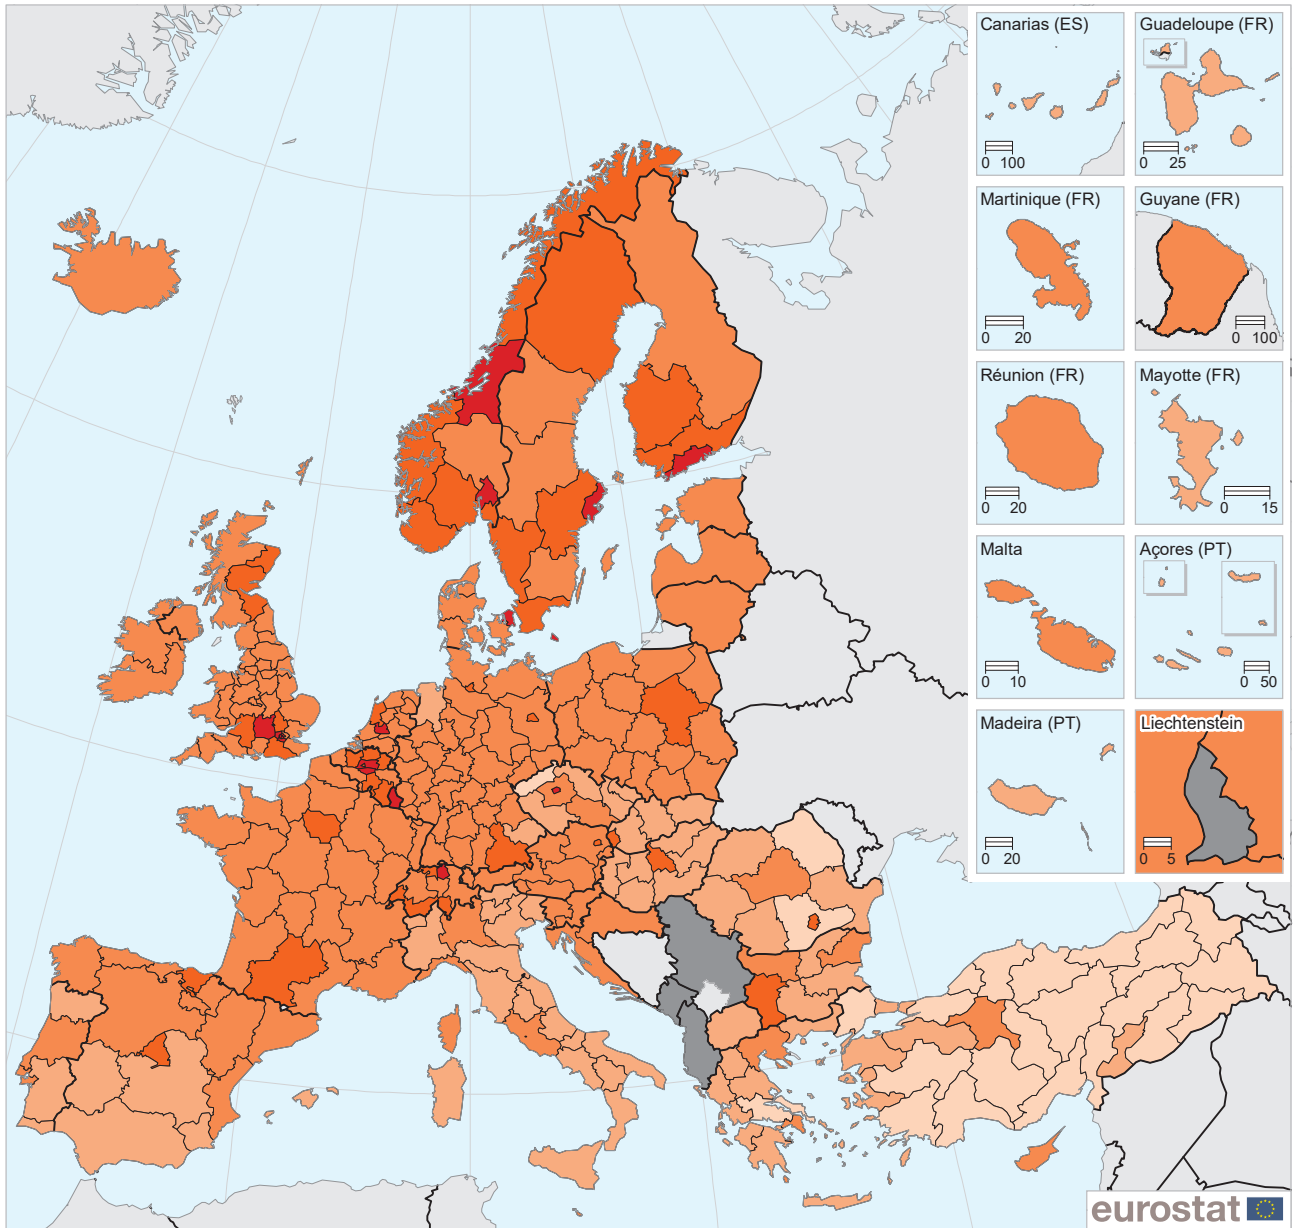 Canarias (ES)
0 100
Guadeloupe (FR)
0 25
Martinique (FR)
0 20
Guyane (FR)
0 100
Réunion (FR)
0 20
Mayotte (FR)
0 15
Malta
0 10
Açores (PT)
0 50
Madeira (PT)
0 20
Liechtenstein
0 5
eurostat